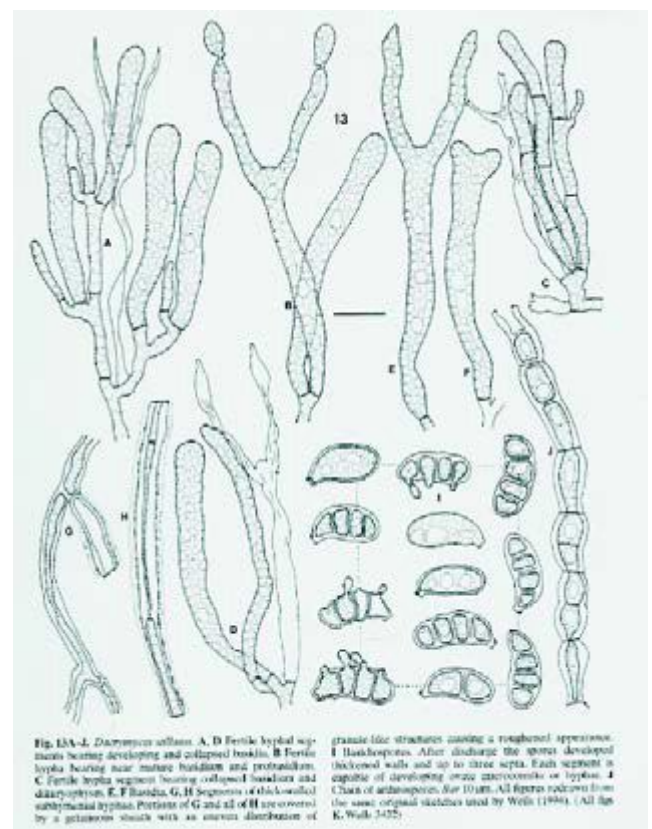 13
A
B
C
E
F
G
H
D
I
J
Fig. 13A–J. Dacrymyces stillatus. A, D Fertile hyphal seg-
ments bearing developing and collapsed basidia. B Fertile
hypha bearing near mature basidium and probasidium.
C Fertile hypha segment bearing collapsed basidium and
dikaryophyses. E, F Basidia. G, H Segments of thick-walled
subhymenial hyphae. Portions of G and all of H are covered
by a gelatinous sheath with an uneven distribution of
granule-like structures causing a roughened appearance.
I Basidiospores. After discharge the spores developed
thickened walls and up to three septa. Each segment is
capable of developing ovate microconidia or hyphae. J
Chain of arthrospores. Bar 10 µm. All figures redrawn from
the same original sketches used by Wells (1994). (All figs
K. Wells 3432)